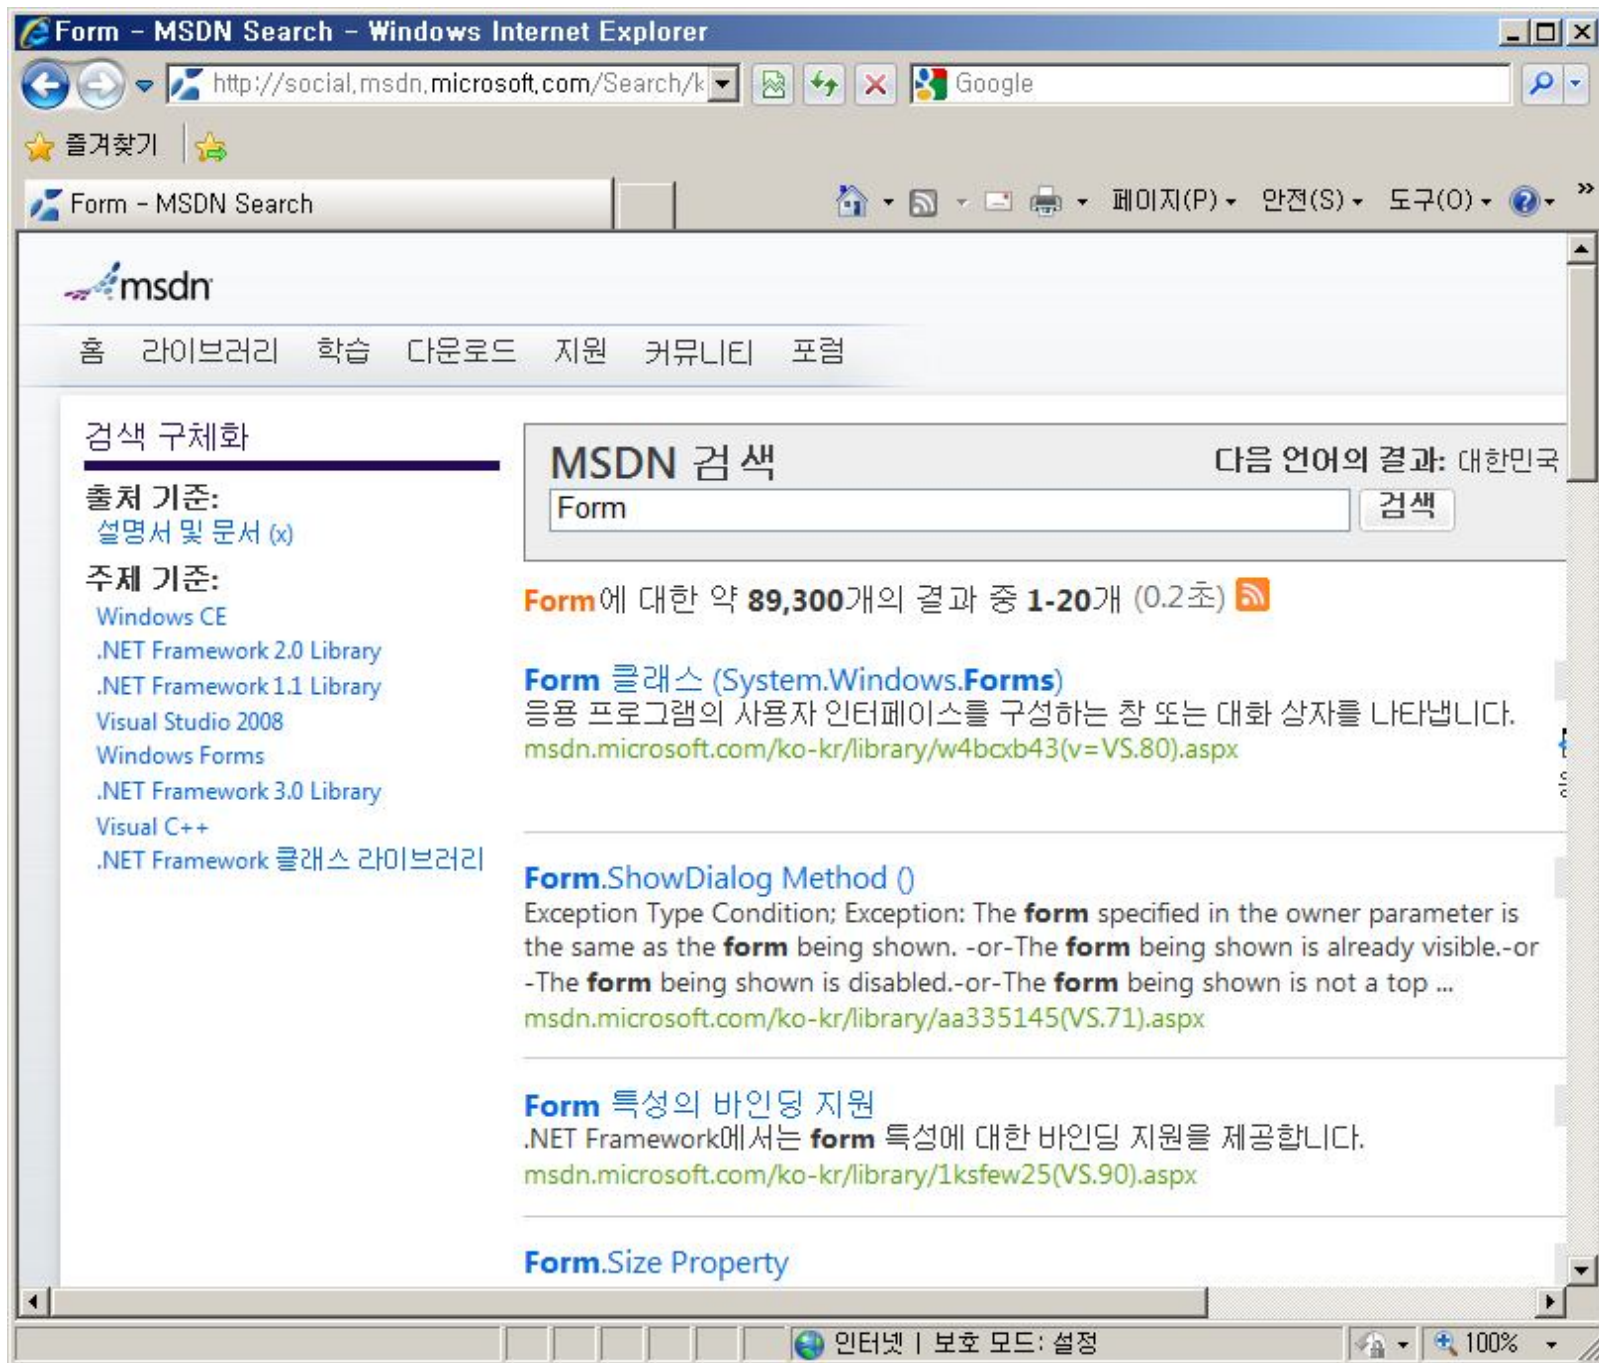 Form - MSDN Search - Windows Internet Explorer
http://social.msdn.microsoft.com/Search/k
Google
즐겨찾기
Form - MSDN Search
페이지(P) 안전(S) 도구(O) »
msdn
홈 라이브러리 학습 다운로드 지원 커뮤니티 포럼
검색 구체화
출처 기준:
설명서 및 문서 (x)
주제 기준:
Windows CE
.NET Framework 2.0 Library
.NET Framework 1.1 Library
Visual Studio 2008
Windows Forms
.NET Framework 3.0 Library
Visual C++
.NET Framework 클래스 라이브러리
MSDN 검색
다음 언어의 결과: 대한민국
Form
검색
Form에 대한 약 89,300개의 결과 중 1-20개 (0.2초)
Form 클래스 (System.Windows.Forms)
응용 프로그램의 사용자 인터페이스를 구성하는 창 또는 대화 상자를 나타냅니다.
msdn.microsoft.com/ko-kr/library/w4bcxb43(v=VS.80).aspx
Form.ShowDialog Method ()
Exception Type Condition; Exception: The form specified in the owner parameter is
the same as the form being shown. -or-The form being shown is already visible.-or
-The form being shown is disabled.-or-The form being shown is not a top ...
msdn.microsoft.com/ko-kr/library/aa335145(VS.71).aspx
Form 특성의 바인딩 지원
.NET Framework에서는 form 특성에 대한 바인딩 지원을 제공합니다.
msdn.microsoft.com/ko-kr/library/1ksfew25(VS.90).aspx
Form.Size Property
인터넷 | 보호 모드: 설정
100%